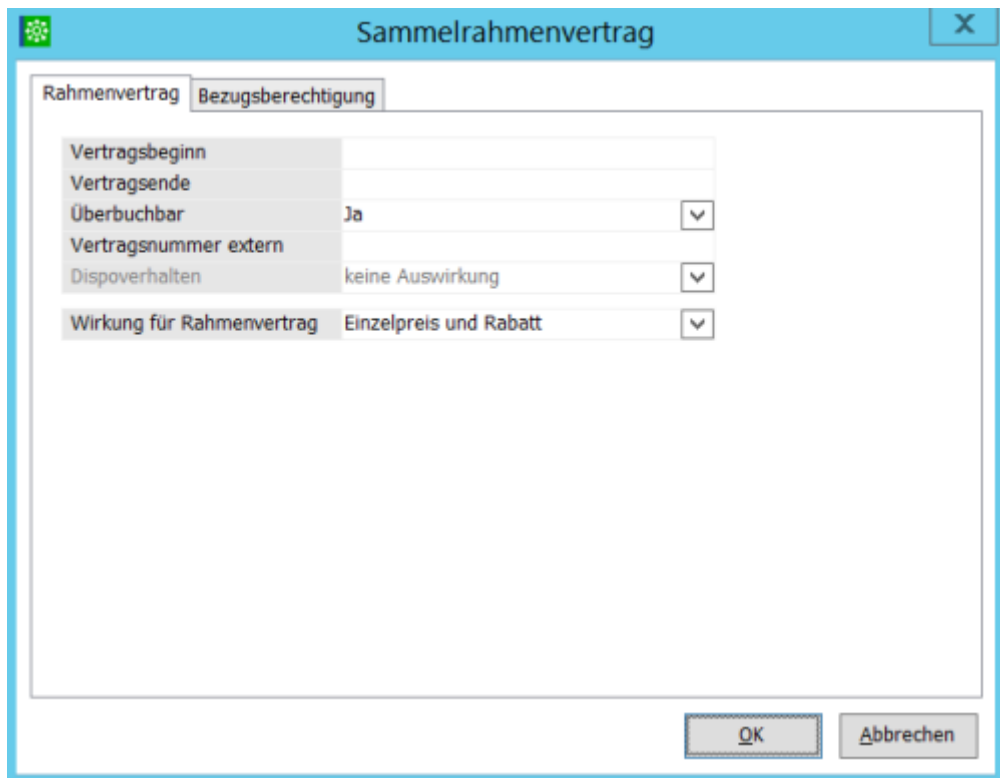 Sammelrahmenvertrag
X
Rahmenvertrag Bezugsberechtigung
Vertragsbeginn
Vertragsende
Überbuchbar Ja
Vertragsnummer extern
Dispoverhalten keine Auswirkung
Wirkung für Rahmenvertrag Einzelpreis und Rabatt
OK Abbrechen